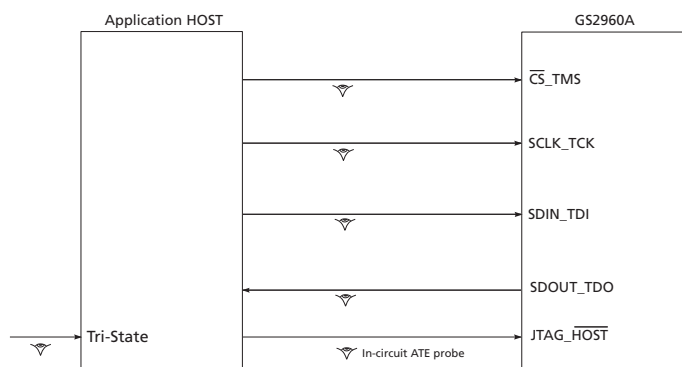 Application HOST
GS2960A
CS_TMS
SCLK_TCK
SDIN_TDI
SDOUT_TDO
Tri-State
JTAG_HOST
In-circuit ATE probe